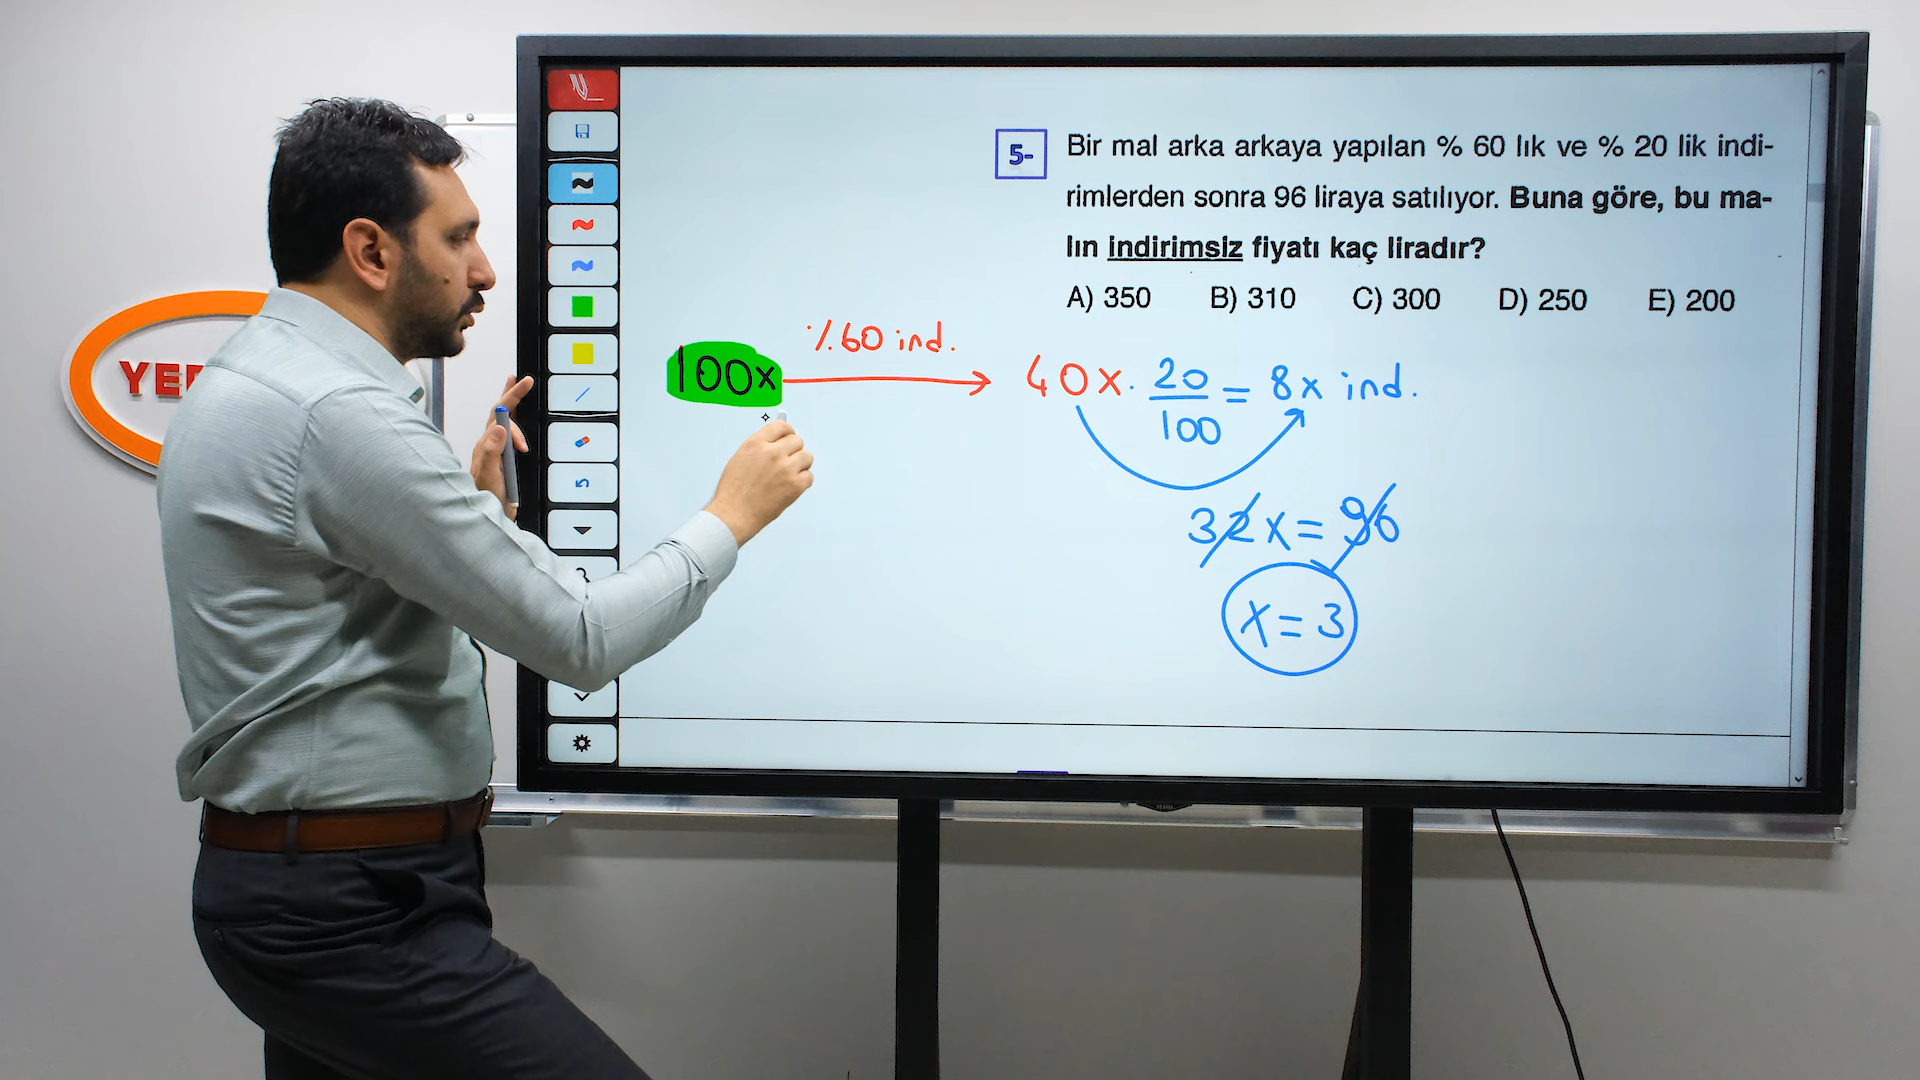 5- Bir mal arka arkaya yapılan % 60 lık ve % 20 lik indi-
rimlerden sonra 96 liraya satılıyor. Buna göre, bu ma-
lın indirimsiz fiyatı kaç liradır?
A) 350 B) 310 C) 300 D) 250 E) 200
100x
% 60 ind.
40x . 20/100 = 8x ind.
32x = 96
x = 3